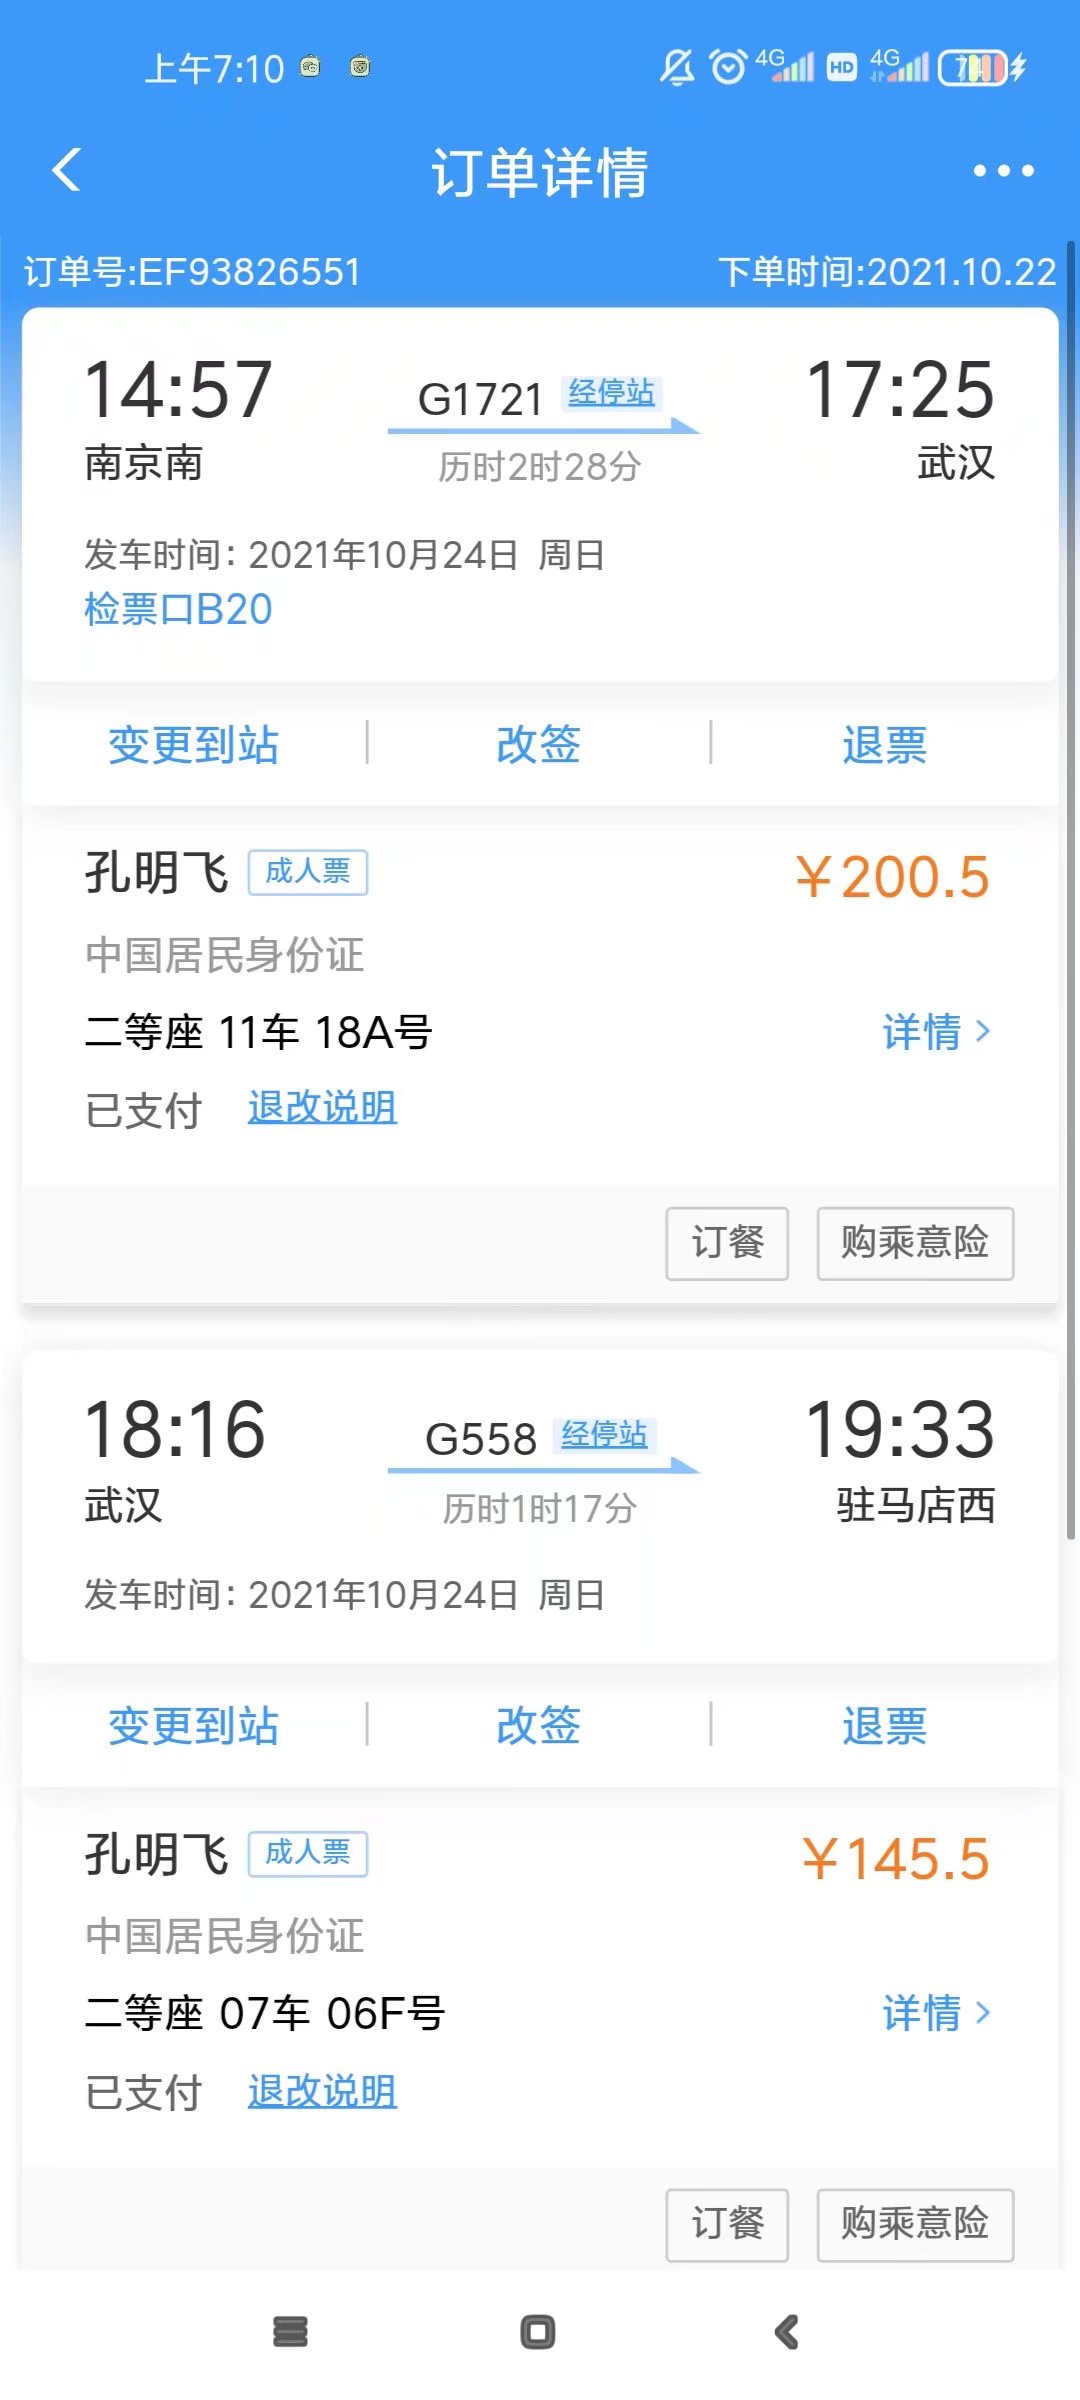 上午7:10
4G HD 4G 74
订单详情
订单号:EF93826551 下单时间:2021.10.22
14:57 G1721 经停站 17:25
南京南 历时2时28分 武汉
发车时间：2021年10月24日 周日
检票口B20
变更到站 改签 退票
孔明飞 成人票 ￥200.5
中国居民身份证
二等座 11车 18A号 详情
已支付 退改说明
订餐 购乘意险
18:16 G558 经停站 19:33
武汉 历时1时17分 驻马店西
发车时间：2021年10月24日 周日
变更到站 改签 退票
孔明飞 成人票 ￥145.5
中国居民身份证
二等座 07车 06F号 详情
已支付 退改说明
订餐 购乘意险